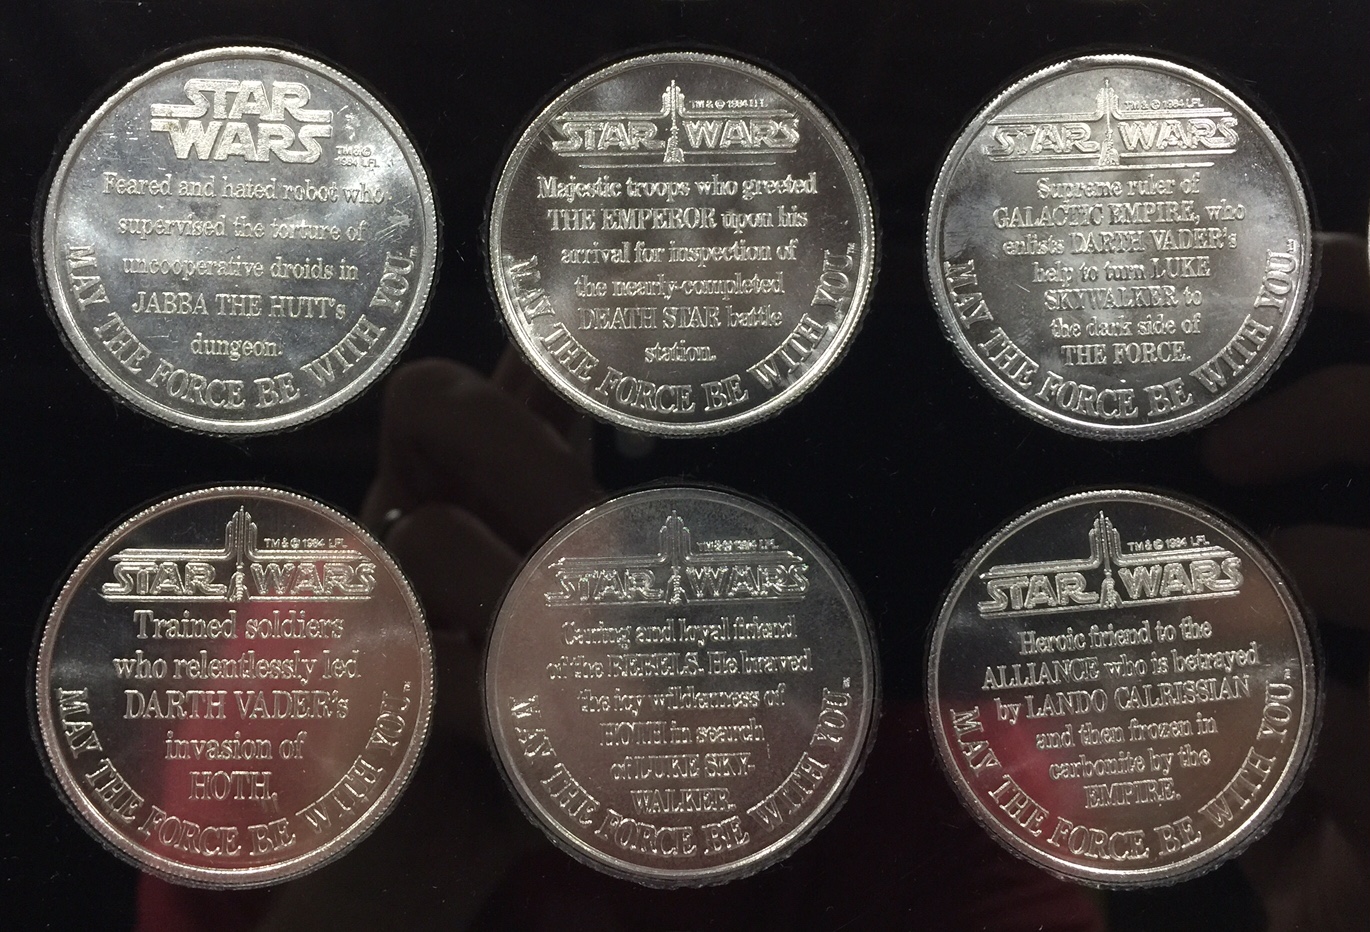 STAR
WARS
TM & ©
1984 LFL
Feared and hated robot who
supervised the torture of
uncooperative droids in
JABBA THE HUTT's
dungeon.
MAY THE FORCE BE WITH YOU.
TM & © 1984 LFL
STAR WARS
Majestic troops who greeted
THE EMPEROR upon his
arrival for inspection of
the nearly-completed
DEATH STAR battle
station.
MAY THE FORCE BE WITH YOU.™
TM & © 1984 LFL
STAR WARS
Supreme ruler of
GALACTIC EMPIRE, who
enlists DARTH VADER's
help to turn LUKE
SKYWALKER to
the dark side of
THE FORCE.
MAY THE FORCE BE WITH YOU.™
TM & © 1984 LFL
STAR WARS
Trained soldiers
who relentlessly led
DARTH VADER's
invasion of
HOTH.
MAY THE FORCE BE WITH YOU.™
TM & © 1984 LFL
STAR WARS
Caring and loyal friend
of the REBELS. He braved
the icy wilderness of
HOTH in search
of LUKE SKY-
WALKER.
MAY THE FORCE BE WITH YOU.™
TM & © 1984 LFL
STAR WARS
Heroic friend to the
ALLIANCE who is betrayed
by LANDO CALRISSIAN
and then frozen in
carbonite by the
EMPIRE.
MAY THE FORCE BE WITH YOU.™